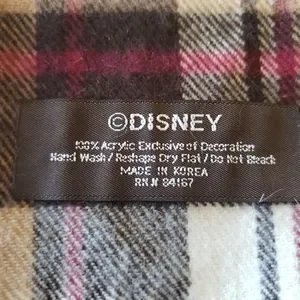 ©DISNEY
100% Acrylic Exclusive of Decoration
Hand Wash / Reshape Dry Flat / Do Not Bleach
MADE IN KOREA
RN.N 84167